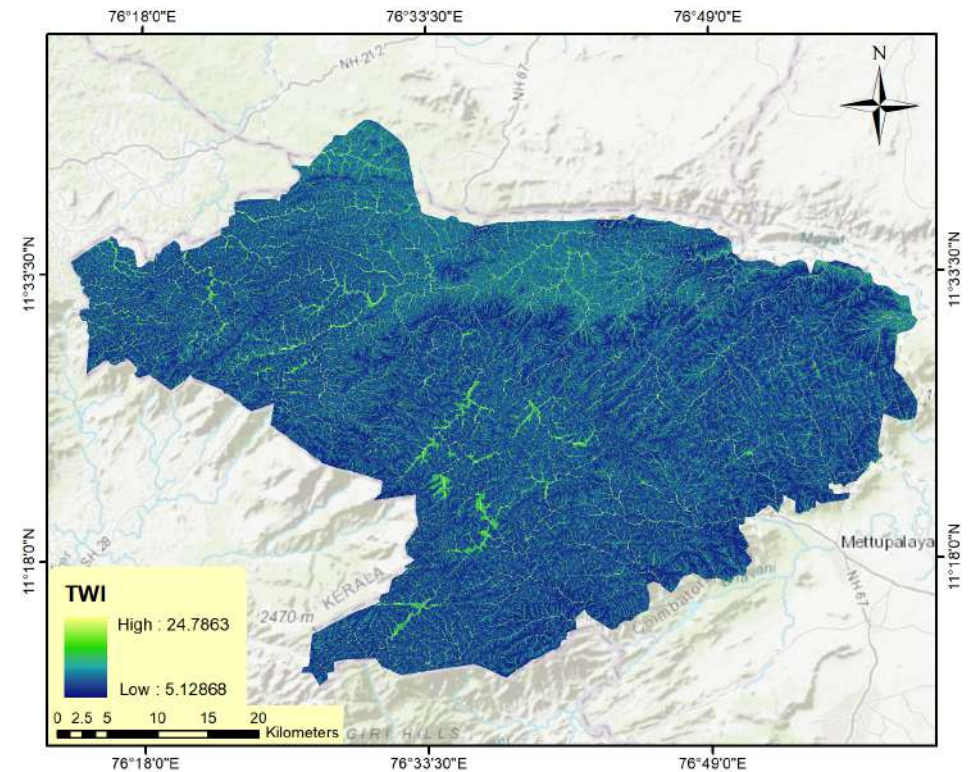 76°18'0"E 76°33'30"E 76°49'0"E
N
NH-212
NH 67
Moyar
11°33'30"N
11°33'30"N
11°18'0"N
11°18'0"N
Mettupalaya
SH-28
KERALA
2470 m
Coimbator
NH 67
GIRI HILLS
TWI
High : 24.7863
Low : 5.12868
0 2.5 5 10 15 20
Kilometers
76°18'0"E 76°33'30"E 76°49'0"E